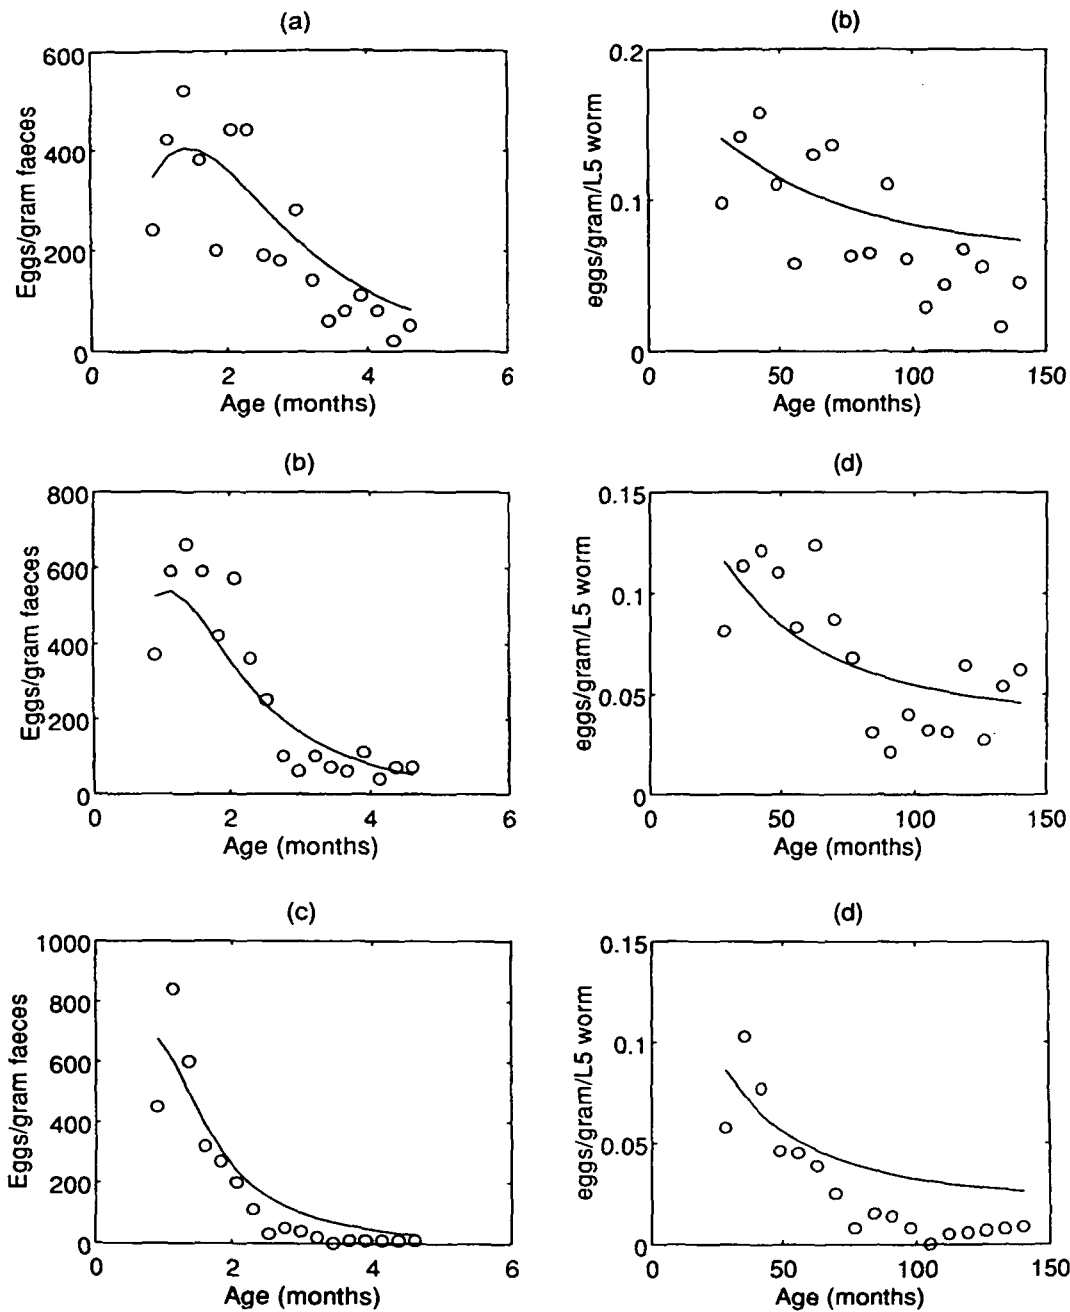 (a)
600
400
200
0
Eggs/gram faeces
0 2 4 6
Age (months)
(b)
0.2
0.1
0
eggs/gram/L5 worm
0 50 100 150
Age (months)
(b)
800
600
400
200
0
Eggs/gram faeces
0 2 4 6
Age (months)
(d)
0.15
0.1
0.05
0
eggs/gram/L5 worm
0 50 100 150
Age (months)
(c)
1000
800
600
400
200
0
Eggs/gram faeces
0 2 4 6
Age (months)
(d)
0.15
0.1
0.05
0
eggs/gram/L5 worm
0 50 100 150
Age (months)